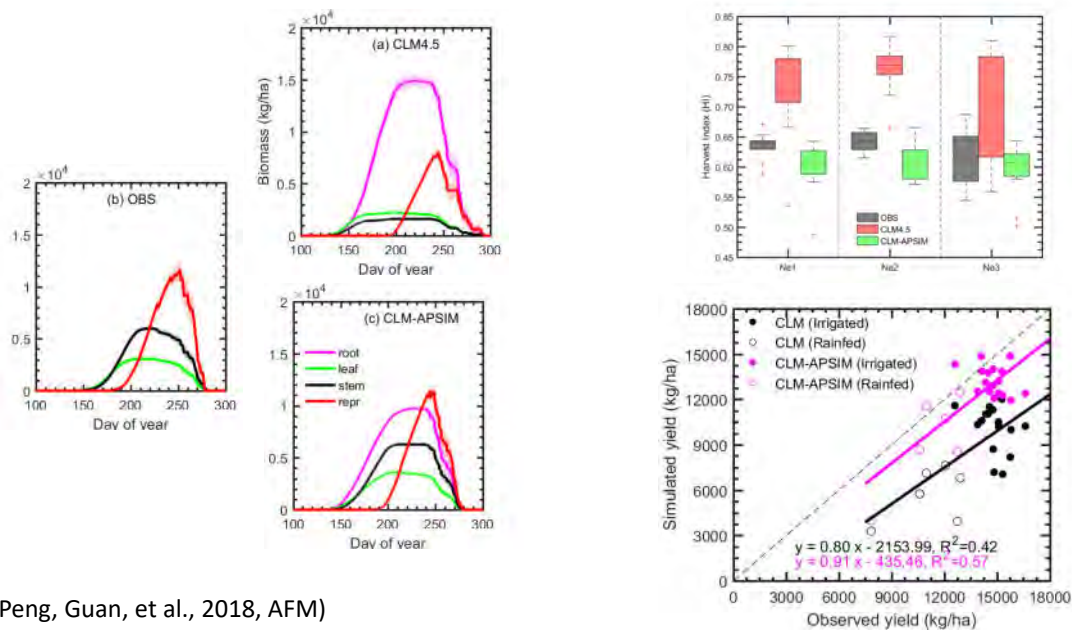 ×10⁴
(a) CLM4.5
Biomass (kg/ha)
2
1.5
1
0.5
0
100 150 200 250 300
Day of year
×10⁴
(b) OBS
2
1.5
1
0.5
0
100 150 200 250 300
Day of year
×10⁴
(c) CLM-APSIM
2
1.5
1
0.5
0
root
leaf
stem
repr
100 150 200 250 300
Day of year
Harvest Index (HI)
0.85
0.80
0.75
0.70
0.65
0.60
0.55
0.50
0.45
OBS
CLM4.5
CLM-APSIM
Ne1 Ne2 Ne3
Simulated yield (kg/ha)
18000
15000
12000
9000
6000
3000
0
CLM (Irrigated)
CLM (Rainfed)
CLM-APSIM (Irrigated)
CLM-APSIM (Rainfed)
y = 0.80 x - 2153.99, R²=0.42
y = 0.91 x - 435.46, R²=0.57
0 3000 6000 9000 12000 15000 18000
Observed yield (kg/ha)
Peng, Guan, et al., 2018, AFM)